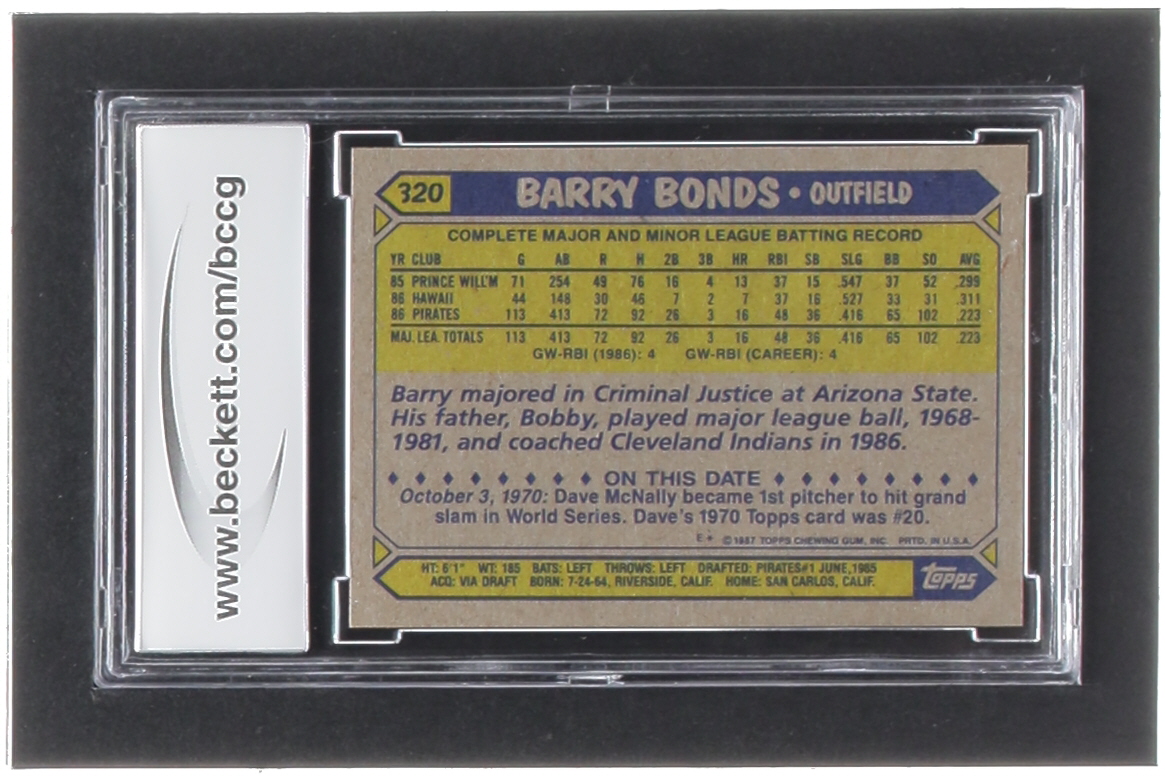 www.beckett.com/bccg
320 BARRY BONDS • OUTFIELD
COMPLETE MAJOR AND MINOR LEAGUE BATTING RECORD
YR CLUB G AB R H 2B 3B HR RBI SB SLG BB SO AVG
85 PRINCE WILL'M 71 254 49 76 16 4 13 37 15 .547 37 52 .299
86 HAWAII 44 148 30 46 7 2 7 37 16 .527 33 31 .311
86 PIRATES 113 413 72 92 26 3 16 48 36 .416 65 102 .223
MAJ. LEA. TOTALS 113 413 72 92 26 3 16 48 36 .416 65 102 .223
GW-RBI (1986): 4 GW-RBI (CAREER): 4
Barry majored in Criminal Justice at Arizona State.
His father, Bobby, played major league ball, 1968-
1981, and coached Cleveland Indians in 1986.
ON THIS DATE
October 3, 1970: Dave McNally became 1st pitcher to hit grand
slam in World Series. Dave's 1970 Topps card was #20.
E* © 1987 TOPPS CHEWING GUM, INC. PRTD. IN U.S.A.
HT: 6'1" WT: 185 BATS: LEFT THROWS: LEFT DRAFTED: PIRATES#1 JUNE,1985
ACQ: VIA DRAFT BORN: 7-24-64, RIVERSIDE, CALIF. HOME: SAN CARLOS, CALIF.
topps